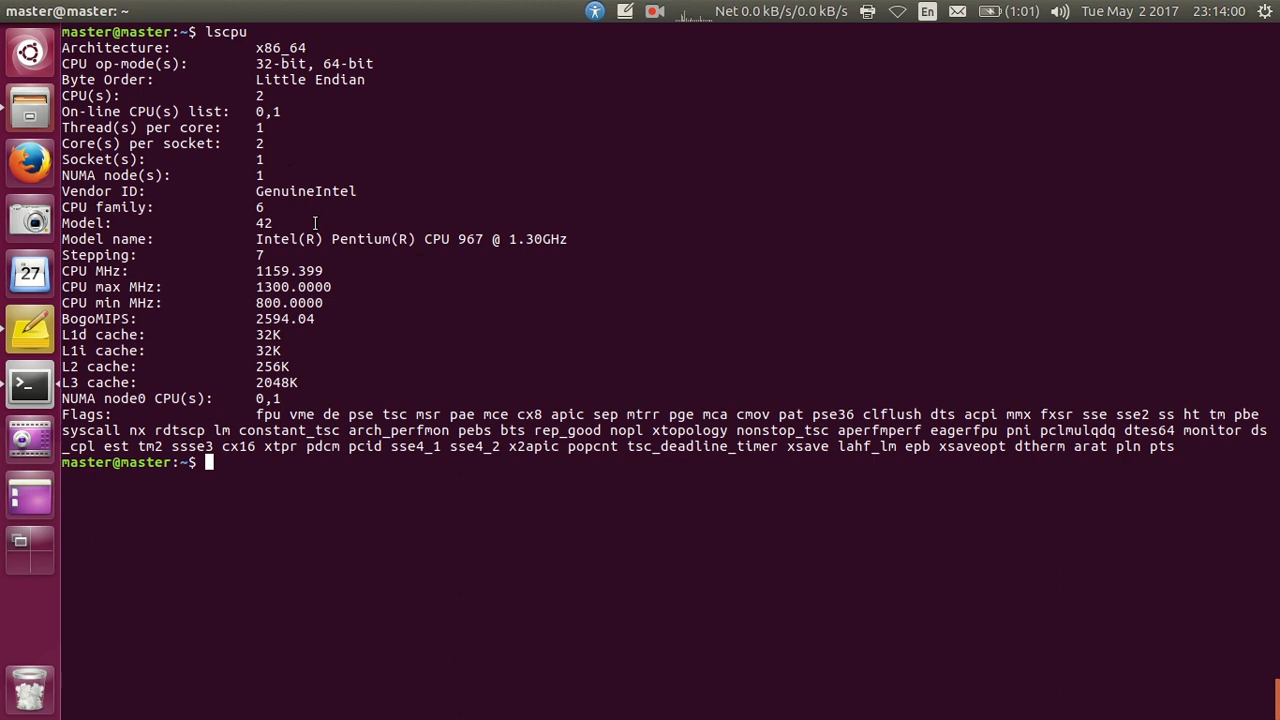 master@master: ~
Net 0.0 kB/s/0.0 kB/s
En
(1:01)
Tue May 2 2017
23:14:00
master@master:~$ lscpu
Architecture: x86_64
CPU op-mode(s): 32-bit, 64-bit
Byte Order: Little Endian
CPU(s): 2
On-line CPU(s) list: 0,1
Thread(s) per core: 1
Core(s) per socket: 2
Socket(s): 1
NUMA node(s): 1
Vendor ID: GenuineIntel
CPU family: 6
Model: 42
Model name: Intel(R) Pentium(R) CPU 967 @ 1.30GHz
Stepping: 7
CPU MHz: 1159.399
CPU max MHz: 1300.0000
CPU min MHz: 800.0000
BogoMIPS: 2594.04
L1d cache: 32K
L1i cache: 32K
L2 cache: 256K
L3 cache: 2048K
NUMA node0 CPU(s): 0,1
Flags: fpu vme de pse tsc msr pae mce cx8 apic sep mtrr pge mca cmov pat pse36 clflush dts acpi mmx fxsr sse sse2 ss ht tm pbe
syscall nx rdtscp lm constant_tsc arch_perfmon pebs bts rep_good nopl xtopology nonstop_tsc aperfmperf eagerfpu pni pclmulqdq dtes64 monitor ds
_cpl est tm2 ssse3 cx16 xtpr pdcm pcid sse4_1 sse4_2 x2apic popcnt tsc_deadline_timer xsave lahf_lm epb xsaveopt dtherm arat pln pts
master@master:~$
27